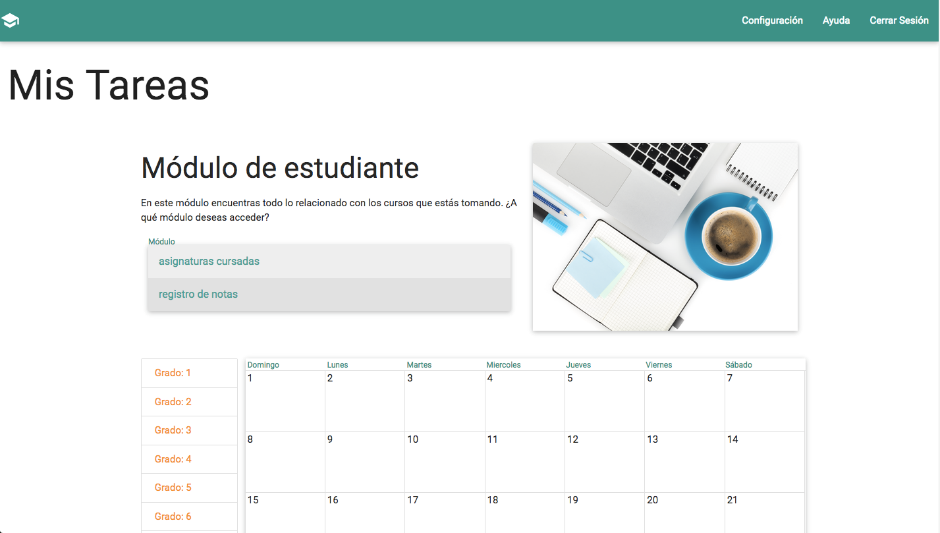 Configuración Ayuda Cerrar Sesión
Mis Tareas
Módulo de estudiante
En este módulo encuentras todo lo relacionado con los cursos que estás tomando. ¿A
qué módulo deseas acceder?
Módulo
asignaturas cursadas
registro de notas
Grado: 1
Grado: 2
Grado: 3
Grado: 4
Grado: 5
Grado: 6
Domingo Lunes Martes Miercoles Jueves Viernes Sábado
1 2 3 4 5 6 7
8 9 10 11 12 13 14
15 16 17 18 19 20 21